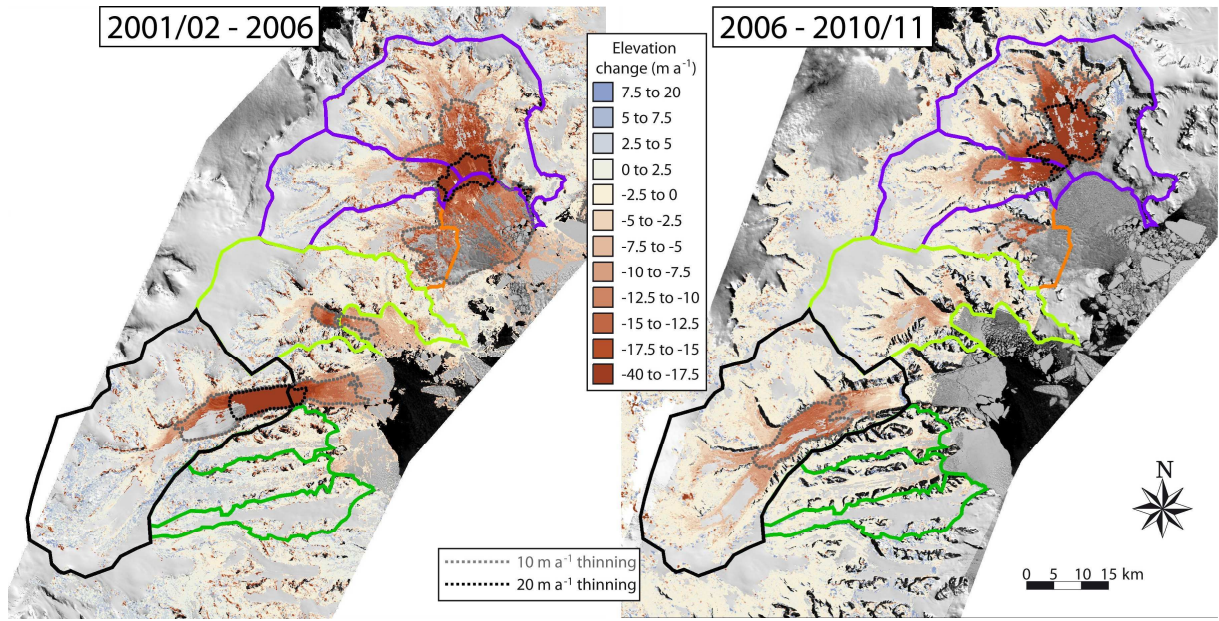 2001/02 - 2006
2006 - 2010/11
Elevation
change (m a⁻¹)
7.5 to 20
5 to 7.5
2.5 to 5
0 to 2.5
-2.5 to 0
-5 to -2.5
-7.5 to -5
-10 to -7.5
-12.5 to -10
-15 to -12.5
-17.5 to -15
-40 to -17.5
10 m a⁻¹ thinning
20 m a⁻¹ thinning
N
0 5 10 15 km